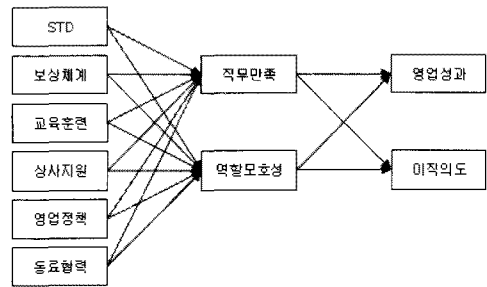 STD
보상체계
교육훈련
상사지원
영업정책
동료협력
직무만족
역할모호성
영업성과
이직의도